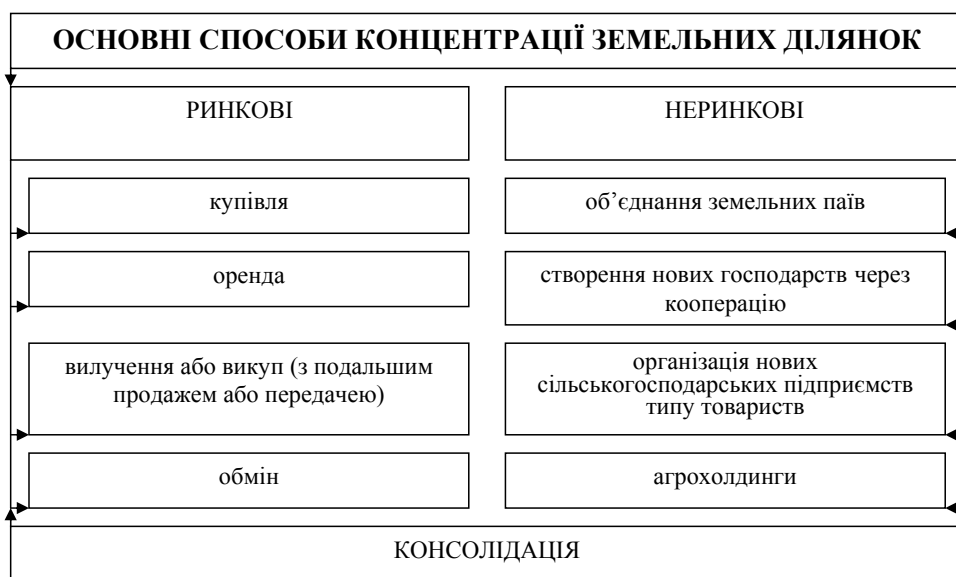 ОСНОВНІ СПОСОБИ КОНЦЕНТРАЦІЇ ЗЕМЕЛЬНИХ ДІЛЯНОК
РИНКОВІ
НЕРИНКОВІ
купівля
об’єднання земельних паїв
оренда
створення нових господарств через
кооперацію
вилучення або викуп (з подальшим
продажем або передачею)
організація нових
сільськогосподарських підприємств
типу товариств
обмін
агрохолдинги
КОНСОЛІДАЦІЯ